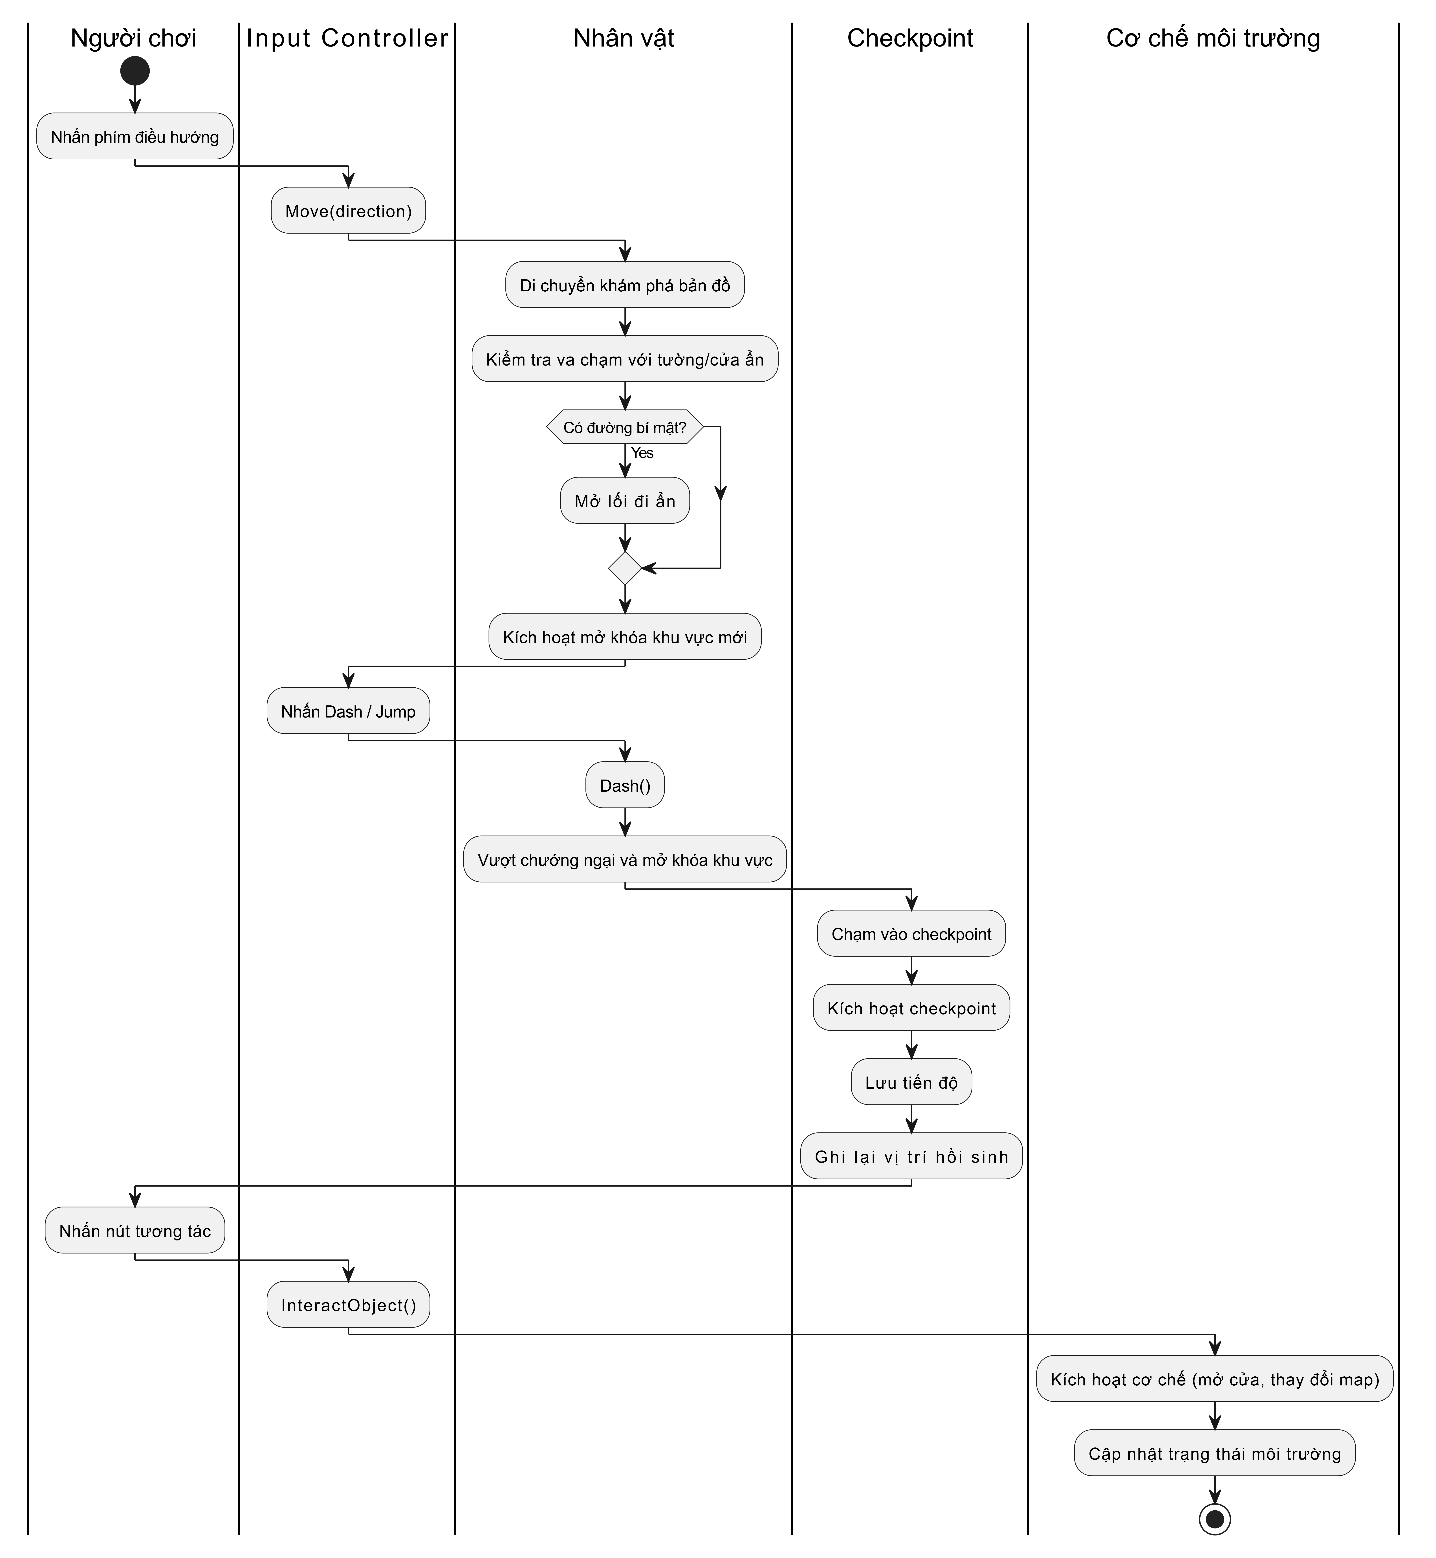 Người chơi
Input Controller
Nhân vật
Checkpoint
Cơ chế môi trường
Nhấn phím điều hướng
Move(direction)
Di chuyển khám phá bản đồ
Kiểm tra va chạm với tường/cửa ẩn
Có đường bí mật?
Yes
Mở lối đi ẩn
Kích hoạt mở khóa khu vực mới
Nhấn Dash / Jump
Dash()
Vượt chướng ngại và mở khóa khu vực
Chạm vào checkpoint
Kích hoạt checkpoint
Lưu tiến độ
Ghi lại vị trí hồi sinh
Nhấn nút tương tác
InteractObject()
Kích hoạt cơ chế (mở cửa, thay đổi map)
Cập nhật trạng thái môi trường